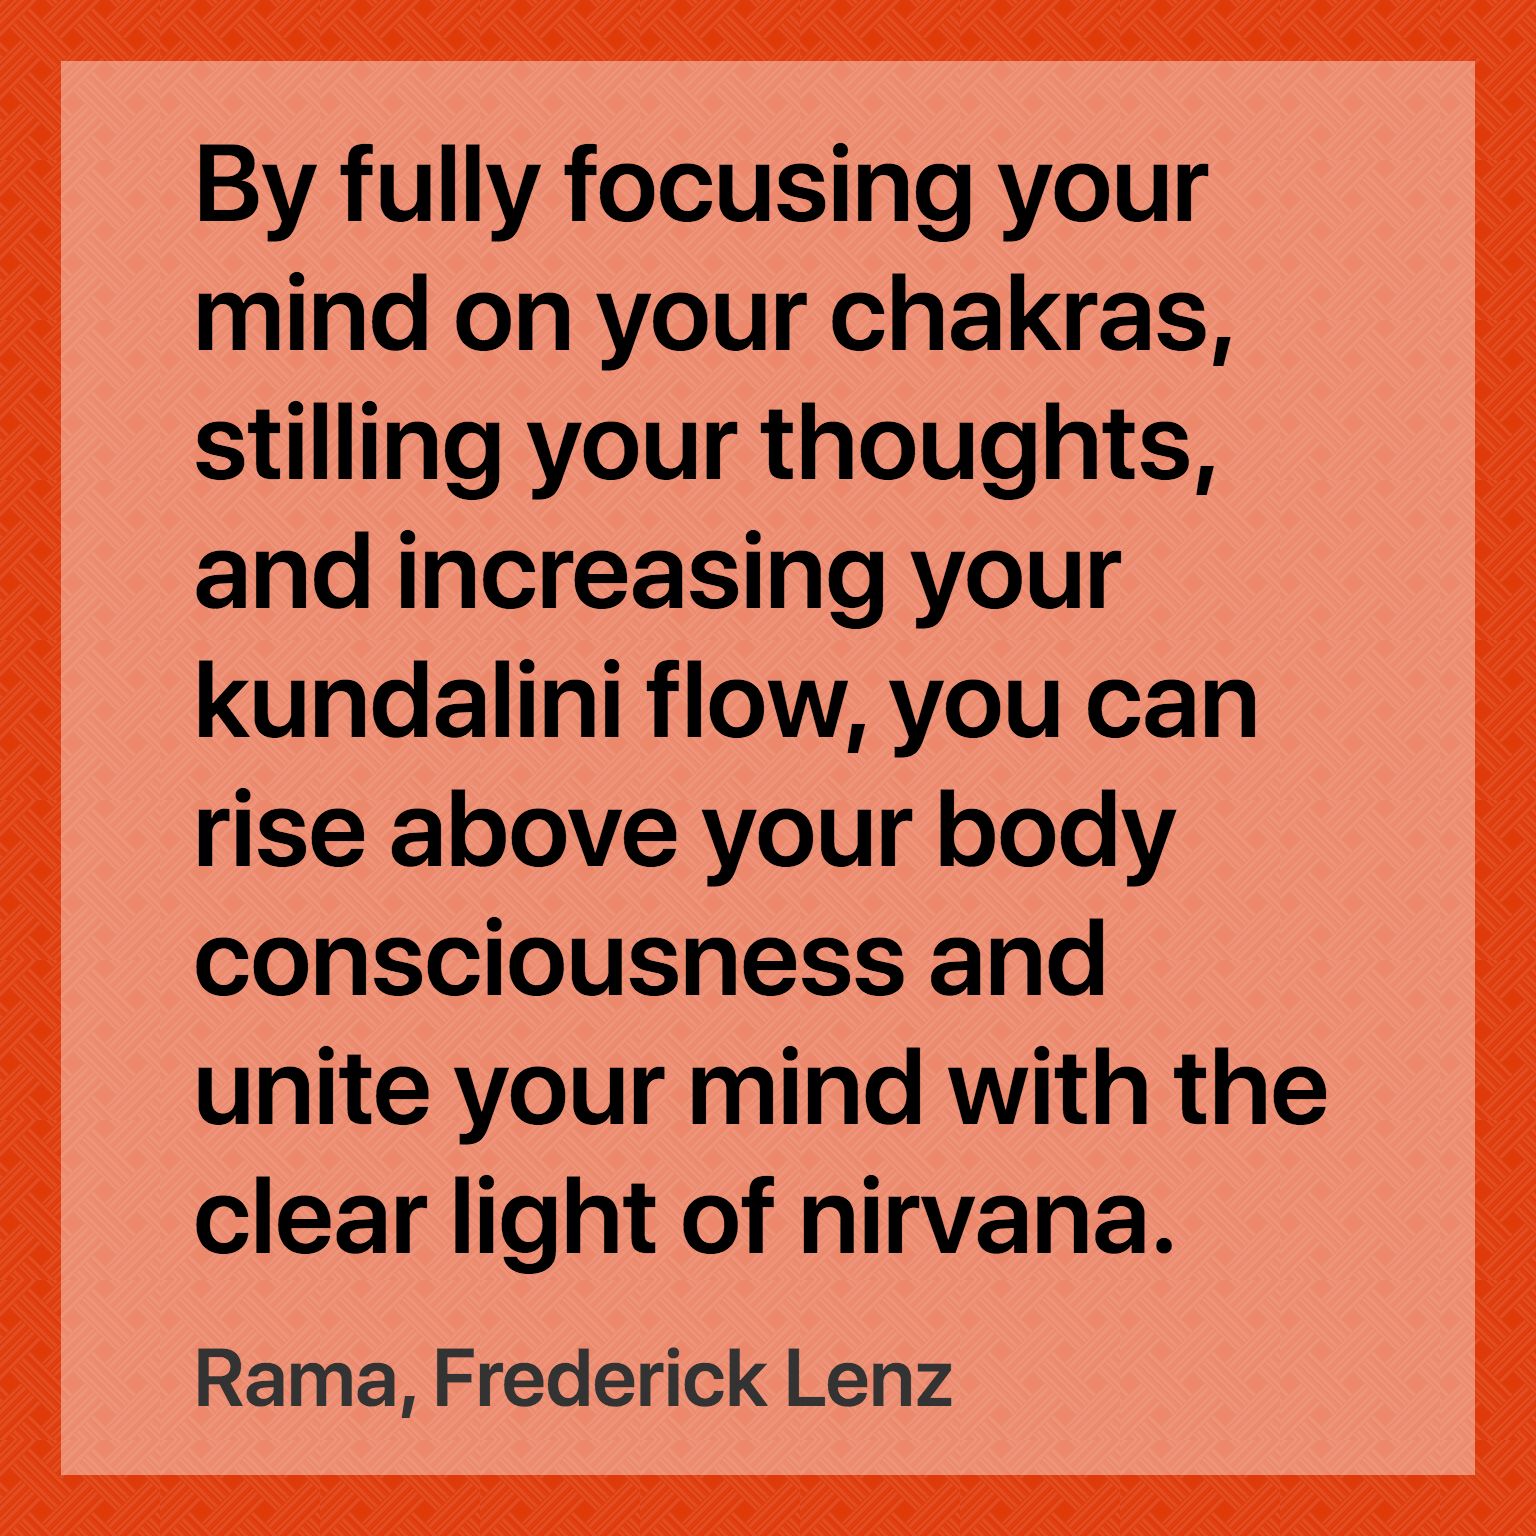 By fully focusing your
mind on your chakras,
stilling your thoughts,
and increasing your
kundalini flow, you can
rise above your body
consciousness and
unite your mind with the
clear light of nirvana.
Rama, Frederick Lenz